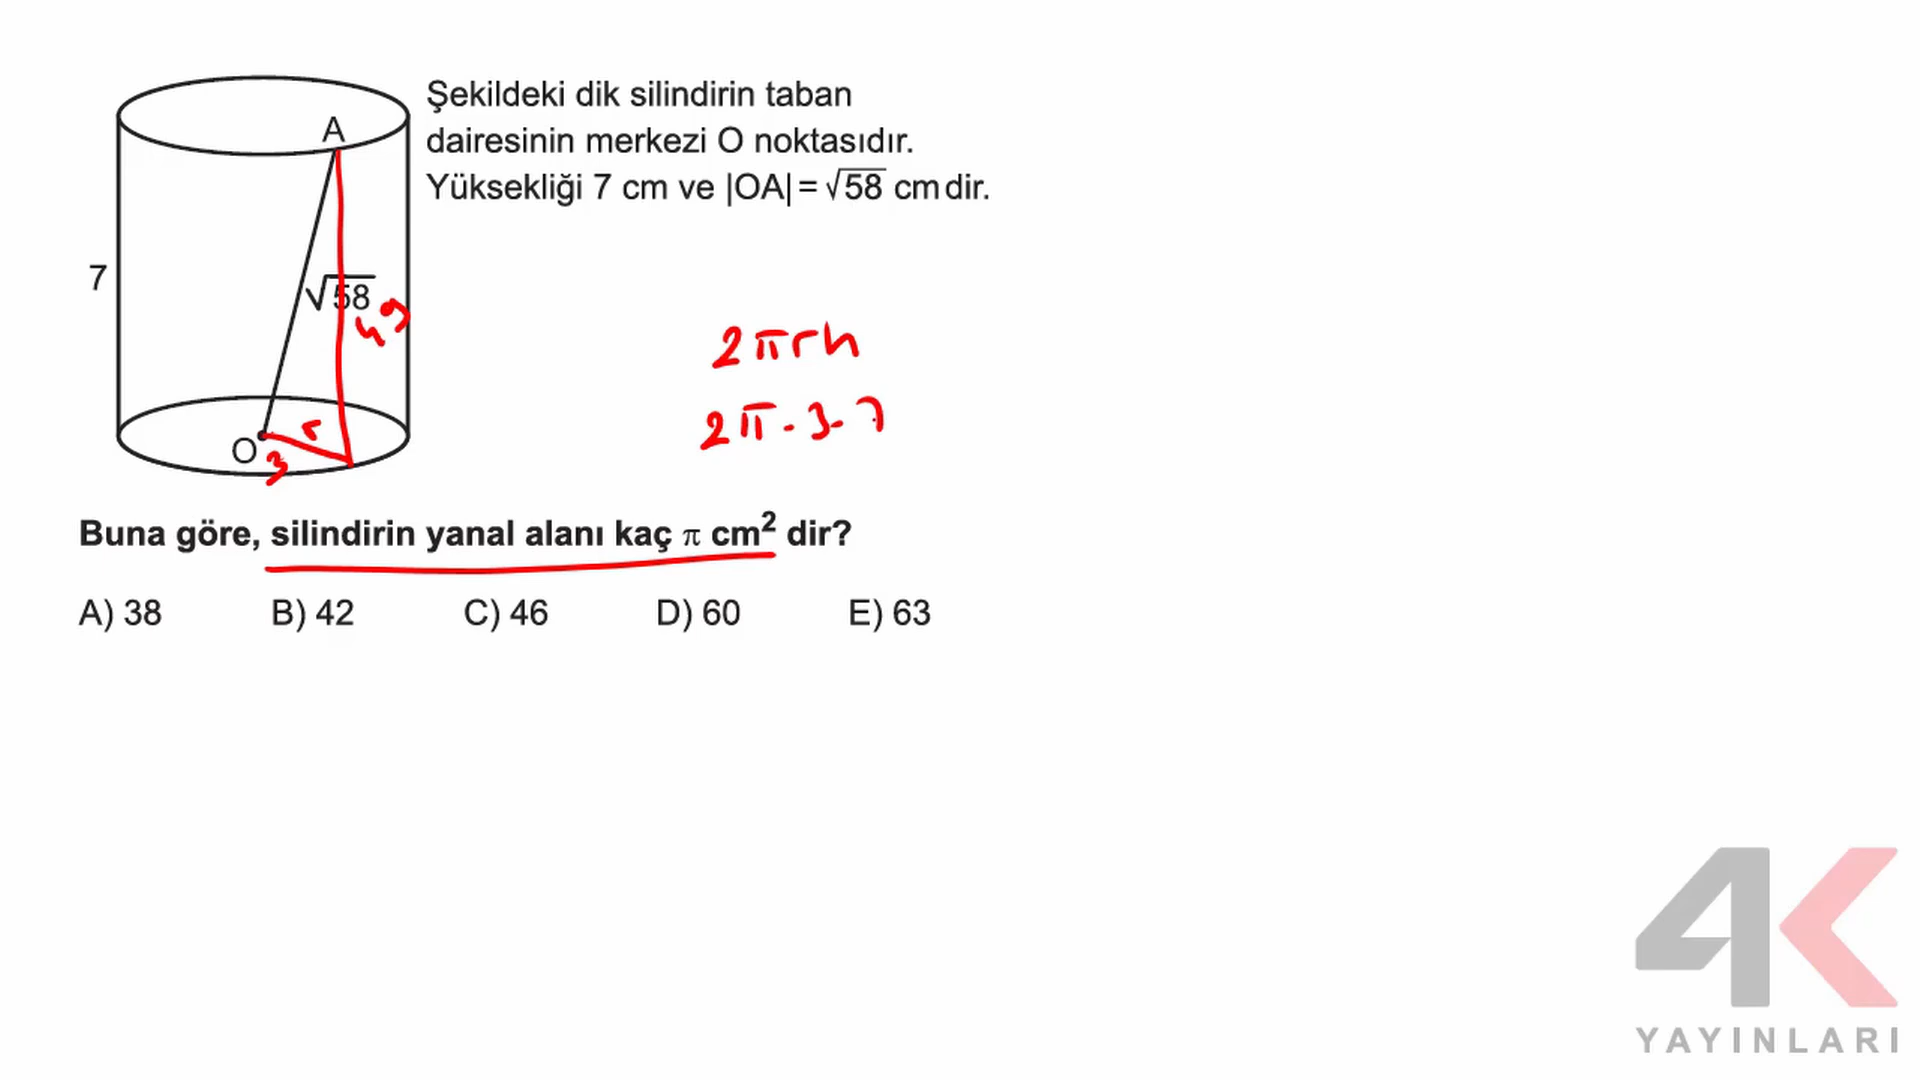 Şekildeki dik silindirin taban
dairesinin merkezi O noktasıdır.
Yüksekliği 7 cm ve |OA| = √58 cm dir.
A
7
√58
49
r
O
3
2πrh
2π·3·7
Buna göre, silindirin yanal alanı kaç π cm² dir?
A) 38 B) 42 C) 46 D) 60 E) 63
4K
YAYINLARI